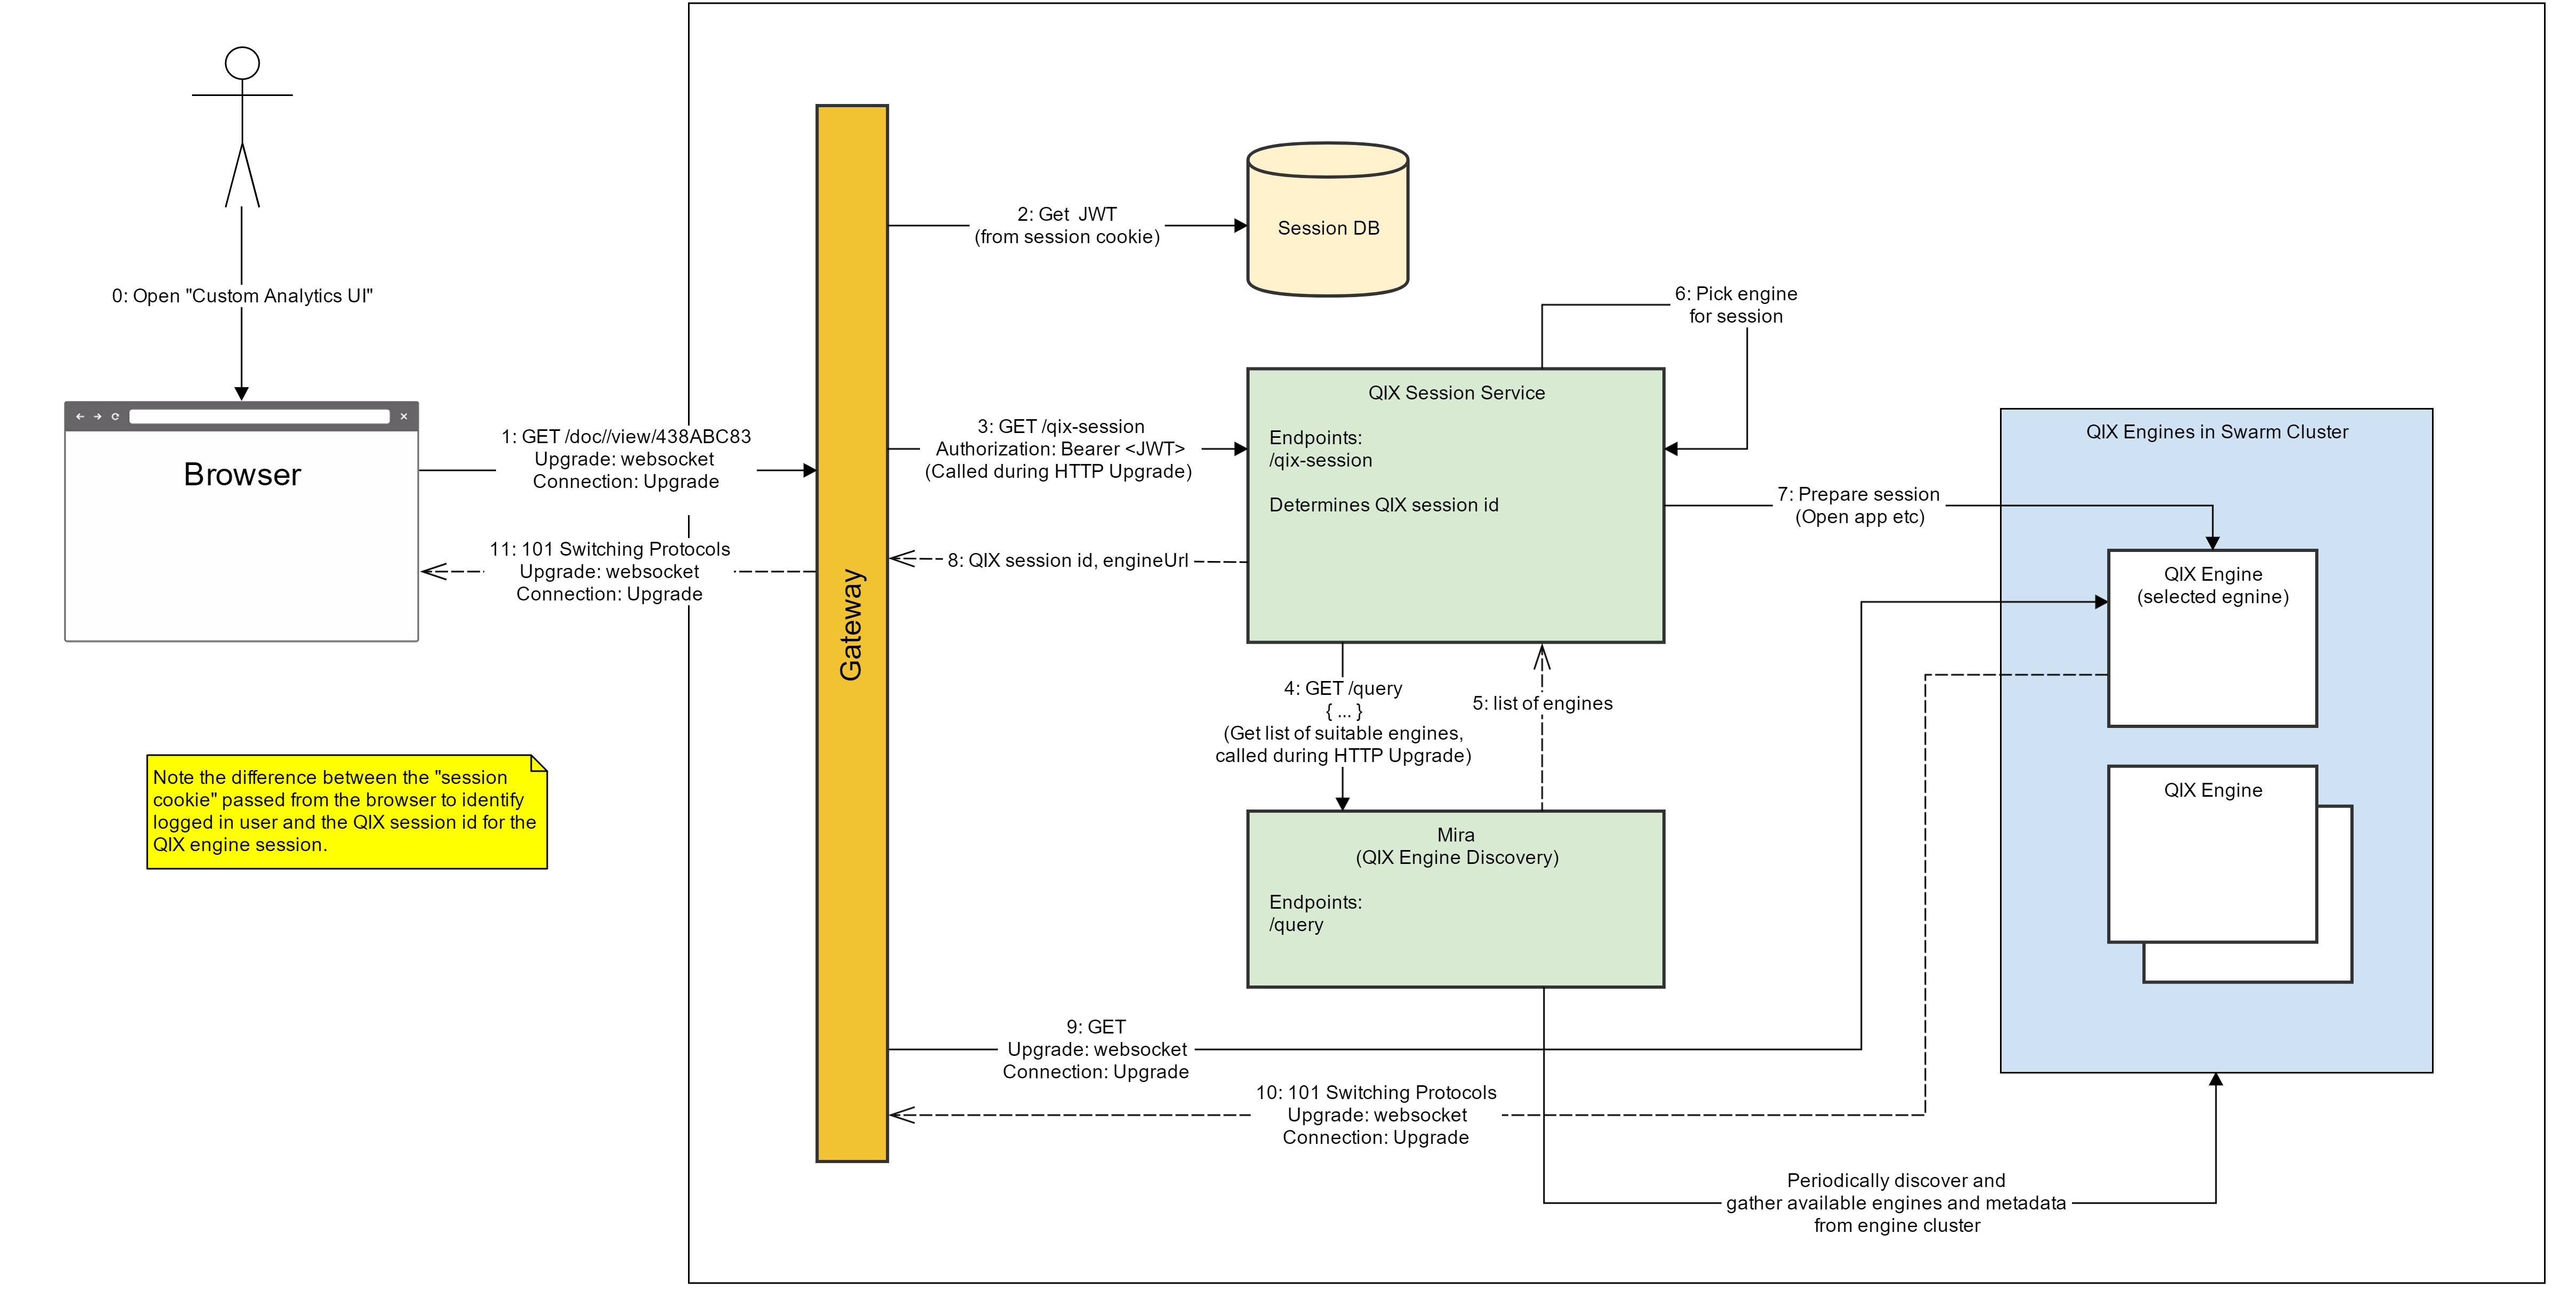 0: Open "Custom Analytics UI"
Browser
1: GET /doc//view/438ABC83
Upgrade: websocket
Connection: Upgrade
11: 101 Switching Protocols
Upgrade: websocket
Connection: Upgrade
Note the difference between the "session
cookie" passed from the browser to identify
logged in user and the QIX session id for the
QIX engine session.
Gateway
2: Get  JWT
(from session cookie)
Session DB
3: GET /qix-session
Authorization: Bearer <JWT>
(Called during HTTP Upgrade)
6: Pick engine
for session
QIX Session Service
Endpoints:
/qix-session
Determines QIX session id
7: Prepare session
(Open app etc)
8: QIX session id, engineUrl
4: GET /query
{ ... }
(Get list of suitable engines,
called during HTTP Upgrade)
5: list of engines
Mira
(QIX Engine Discovery)
Endpoints:
/query
QIX Engines in Swarm Cluster
QIX Engine
(selected egnine)
QIX Engine
9: GET
Upgrade: websocket
Connection: Upgrade
10: 101 Switching Protocols
Upgrade: websocket
Connection: Upgrade
Periodically discover and
gather available engines and metadata
from engine cluster